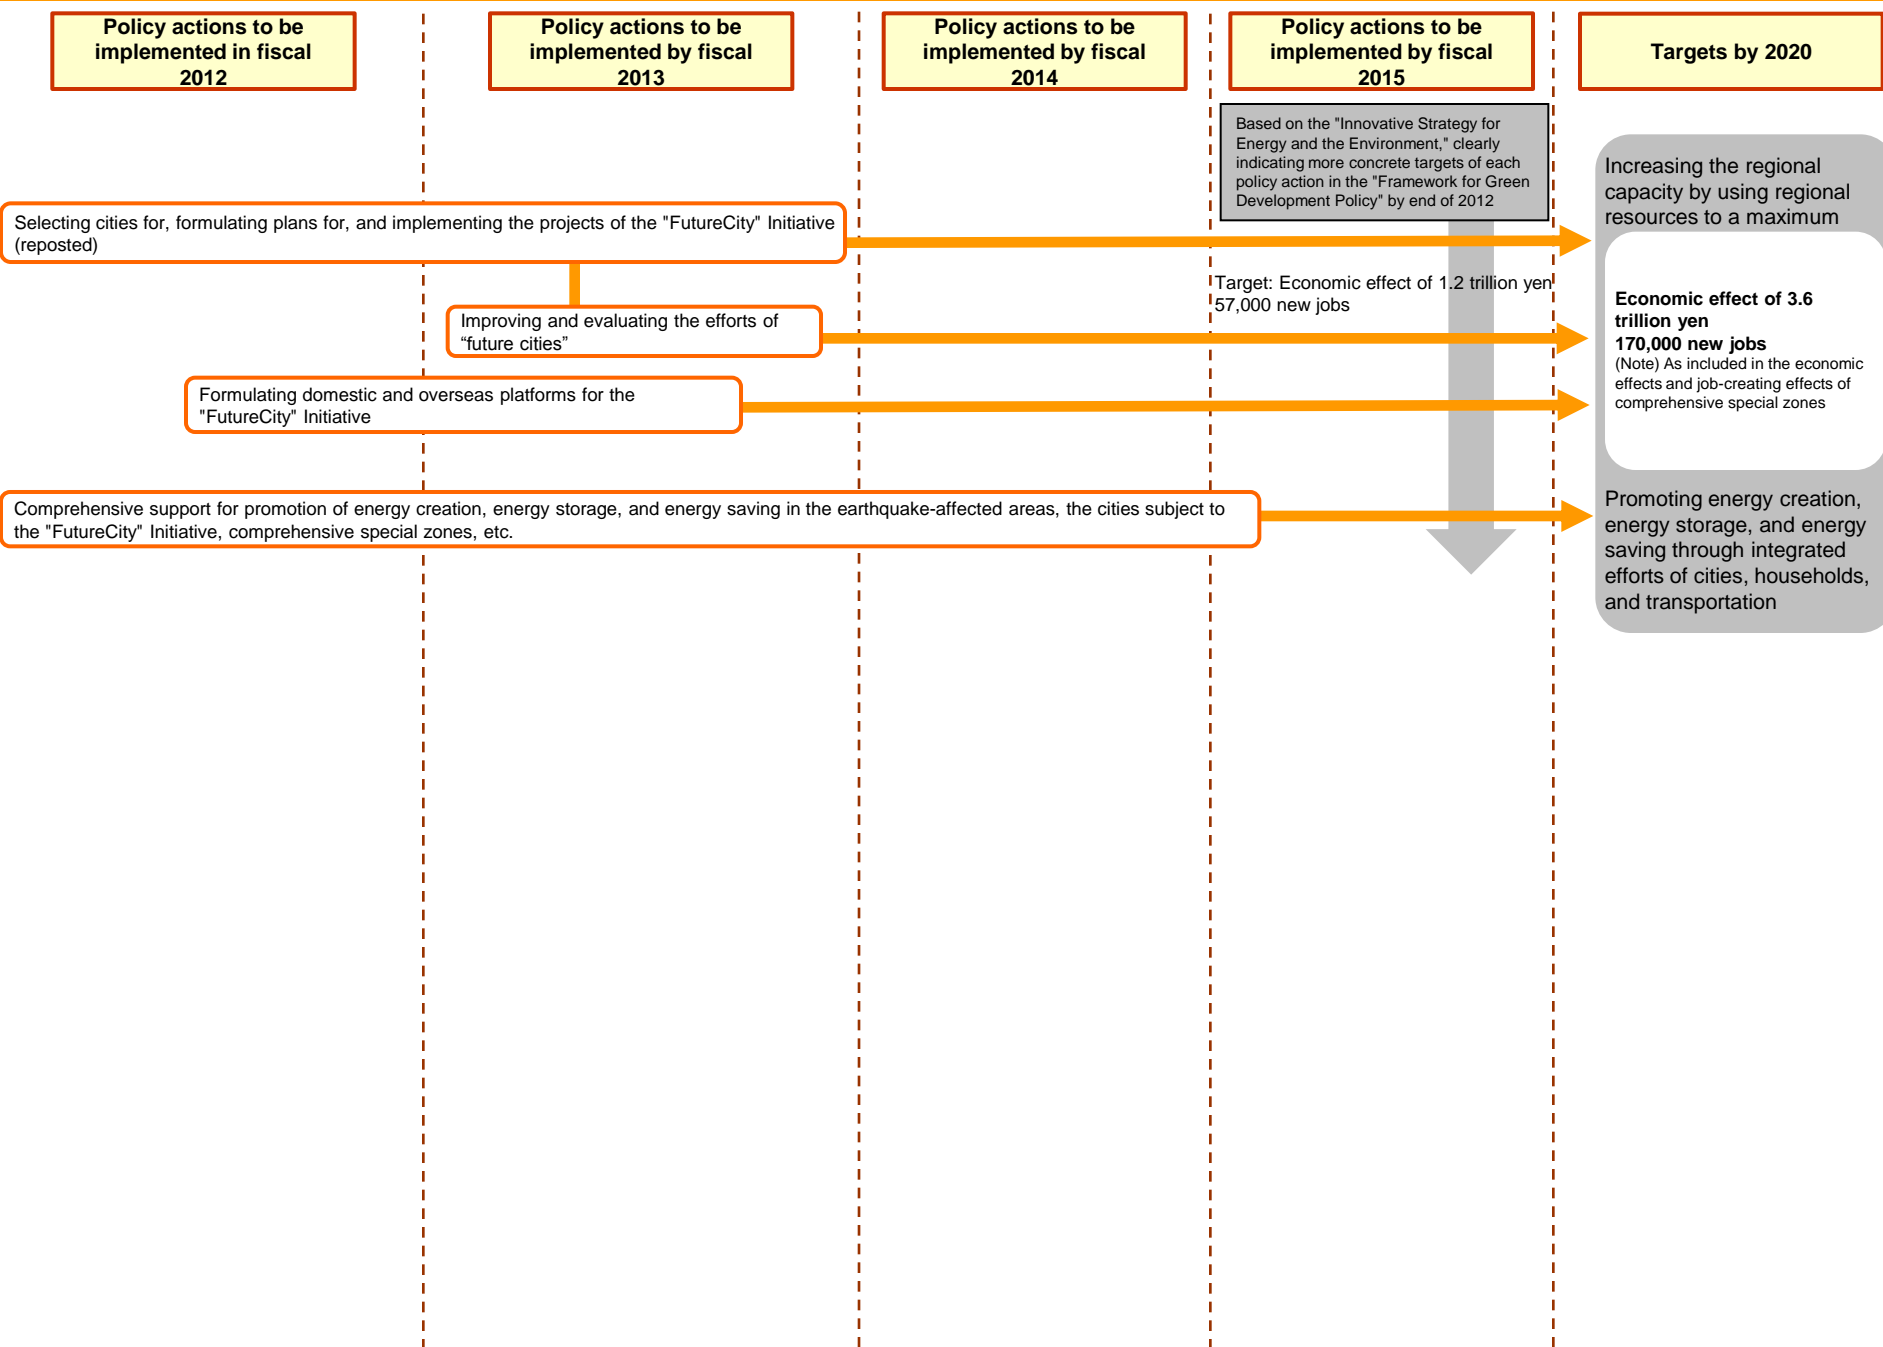 Policy actions to be
implemented in fiscal
2012
Policy actions to be
implemented by fiscal
2013
Policy actions to be
implemented by fiscal
2014
Policy actions to be
implemented by fiscal
2015
Targets by 2020
Based on the "Innovative Strategy for
Energy and the Environment," clearly
indicating more concrete targets of each
policy action in the "Framework for Green
Development Policy" by end of 2012
Selecting cities for, formulating plans for, and implementing the projects of the "FutureCity" Initiative
(reposted)
Target: Economic effect of 1.2 trillion yen
57,000 new jobs
Improving and evaluating the efforts of
“future cities”
Formulating domestic and overseas platforms for the
"FutureCity" Initiative
Comprehensive support for promotion of energy creation, energy storage, and energy saving in the earthquake-affected areas, the cities subject to
the "FutureCity" Initiative, comprehensive special zones, etc.
Increasing the regional
capacity by using regional
resources to a maximum
Economic effect of 3.6
trillion yen
170,000 new jobs
(Note) As included in the economic
effects and job-creating effects of
comprehensive special zones
Promoting energy creation,
energy storage, and energy
saving through integrated
efforts of cities, households,
and transportation